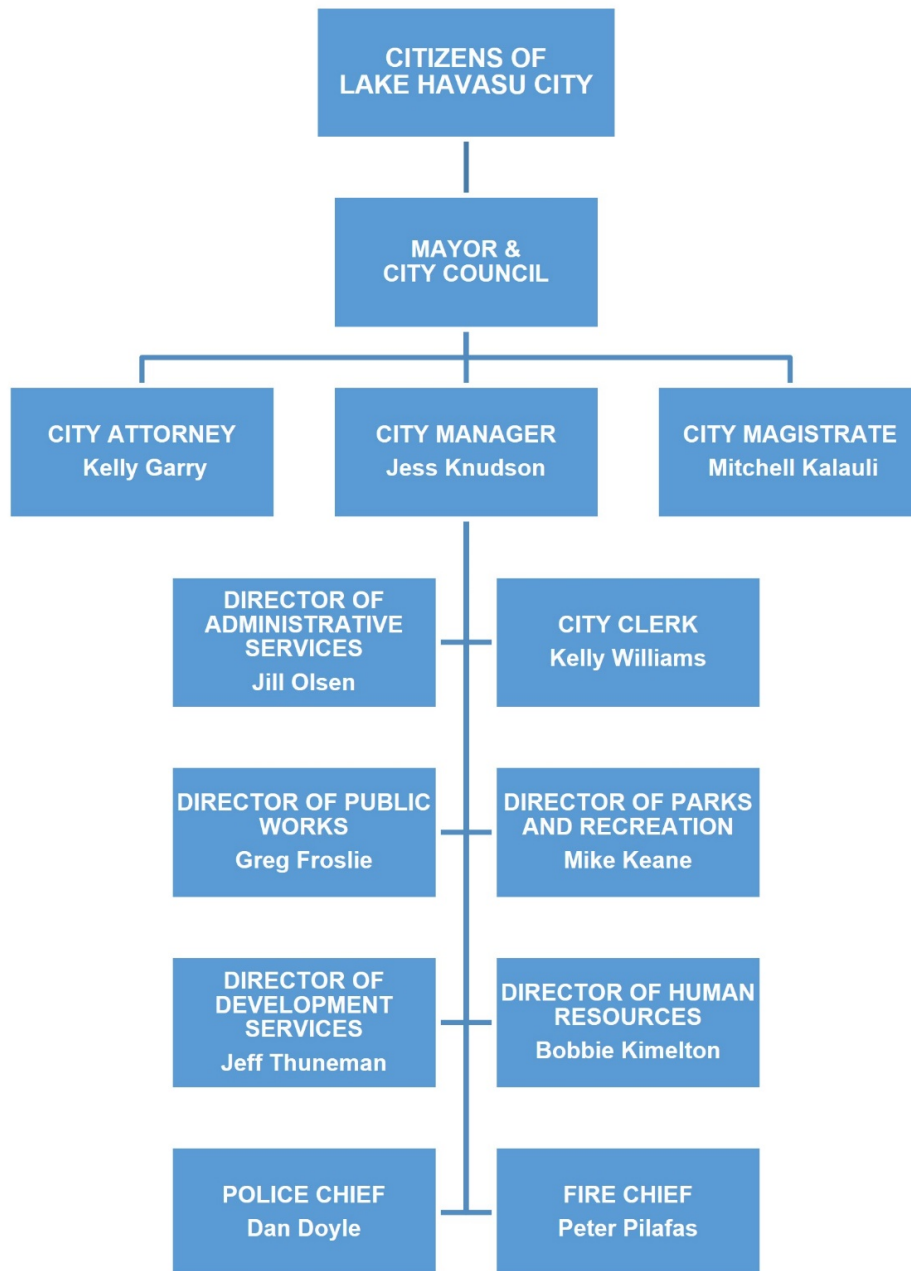 CITIZENS OF
LAKE HAVASU CITY
MAYOR &
CITY COUNCIL
CITY ATTORNEY
Kelly Garry
CITY MANAGER
Jess Knudson
CITY MAGISTRATE
Mitchell Kalauli
DIRECTOR OF
ADMINISTRATIVE
SERVICES
Jill Olsen
CITY CLERK
Kelly Williams
DIRECTOR OF PUBLIC
WORKS
Greg Froslie
DIRECTOR OF PARKS
AND RECREATION
Mike Keane
DIRECTOR OF
DEVELOPMENT
SERVICES
Jeff Thuneman
DIRECTOR OF HUMAN
RESOURCES
Bobbie Kimelton
POLICE CHIEF
Dan Doyle
FIRE CHIEF
Peter Pilafas